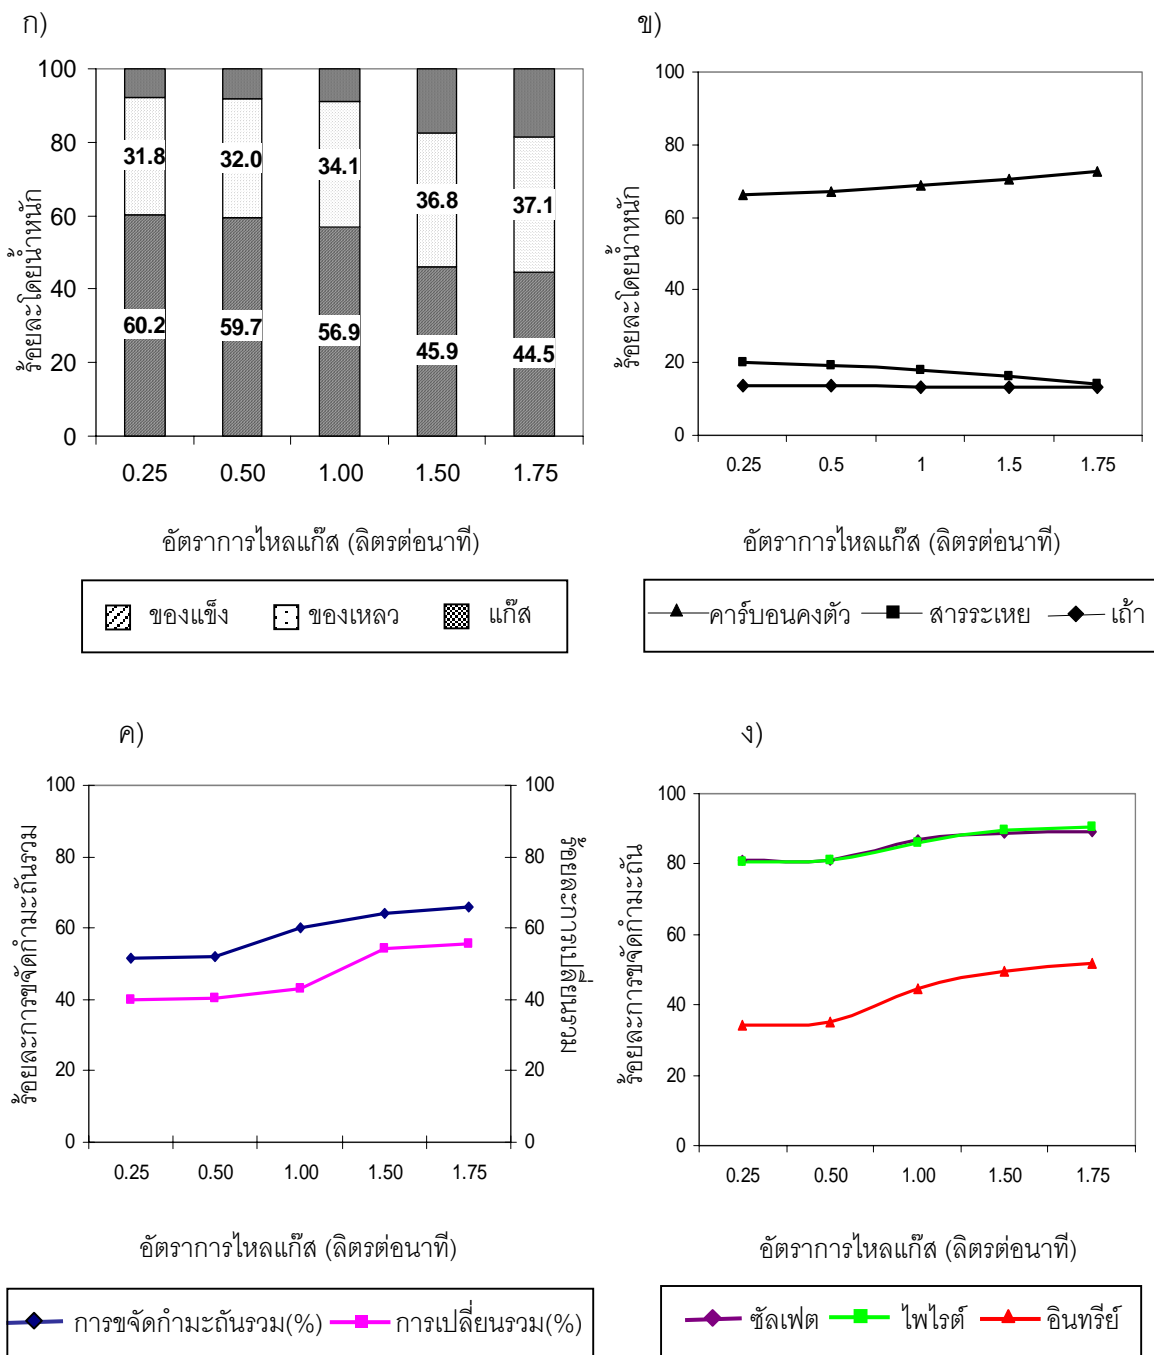 ก)
100
80
60
40
20
0
ร้อยละโดยน้ำหนัก
31.8 32.0 34.1 36.8 37.1
60.2 59.7 56.9 45.9 44.5
0.25 0.50 1.00 1.50 1.75
อัตราการไหลแก๊ส (ลิตรต่อนาที)
ของแข็ง ของเหลว แก๊ส
ข)
100
80
60
40
20
0
ร้อยละโดยน้ำหนัก
0.25 0.5 1 1.5 1.75
อัตราการไหลแก๊ส (ลิตรต่อนาที)
คาร์บอนคงตัว สารระเหย เถ้า
ค)
100
80
60
40
20
0
ร้อยละการขจัดกำมะถันรวม
100
80
60
40
20
0
ร้อยละการเปลี่ยนรวม
0.25 0.50 1.00 1.50 1.75
อัตราการไหลแก๊ส (ลิตรต่อนาที)
การขจัดกำมะถันรวม(%) การเปลี่ยนรวม(%)
ง)
100
80
60
40
20
0
ร้อยละการขจัดกำมะถัน
0.25 0.50 1.00 1.50 1.75
อัตราการไหลแก๊ส (ลิตรต่อนาที)
ซัลเฟต ไพไรต์ อินทรีย์